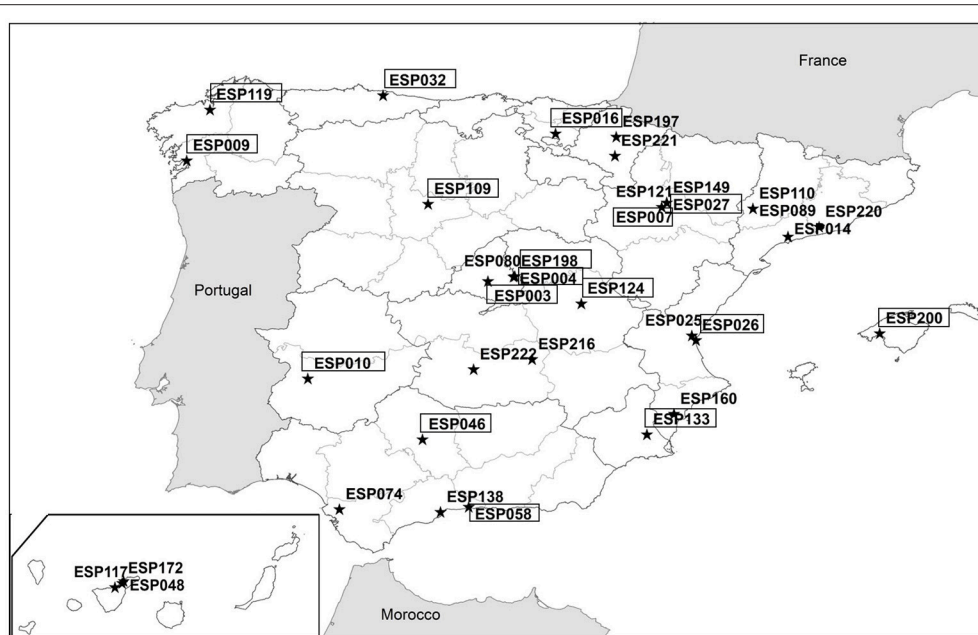 France
ESP032
ESP119
ESP016
ESP197
ESP221
ESP009
ESP109
ESP121
ESP149
ESP027
ESP007
ESP110
ESP089
ESP220
ESP014
ESP080
ESP198
ESP004
ESP003
ESP124
Portugal
ESP025
ESP026
ESP200
ESP216
ESP222
ESP010
ESP160
ESP133
ESP046
ESP074
ESP138
ESP058
ESP117
ESP172
ESP048
Morocco